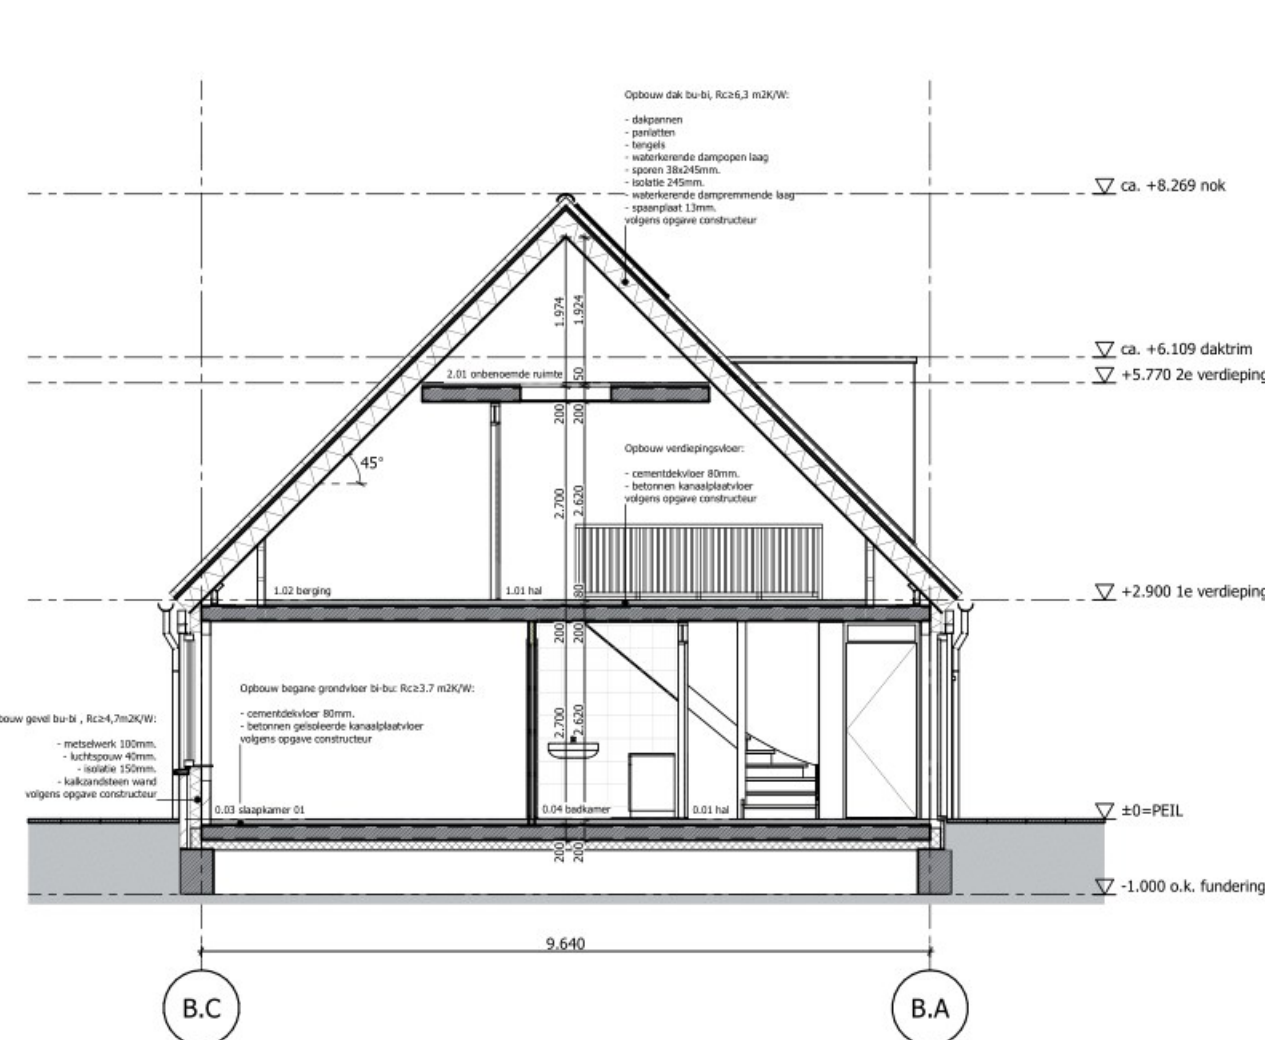 Opbouw dak bu-bi, Rc≥6,3 m2K/W:
- dakpannen
- panlatten
- tengels
- waterkerende dampopen laag
- sporen 38x245mm.
- isolatie 245mm.
- waterkerende dampremmende laag
- spaanplaat 13mm.
volgens opgave constructeur
ca. +8.269 nok
1.974
1.924
ca. +6.109 daktrim
2.01 onbenoemde ruimte
50
+5.770 2e verdieping
200
200
45°
Opbouw verdiepingsvloer:
- cementdekvloer 80mm.
- betonnen kanaalplaatvloer
volgens opgave constructeur
2.700
2.620
1.02 berging
1.01 hal
80
+2.900 1e verdieping
200
200
Opbouw begane grondvloer bi-bu: Rc≥3.7 m2K/W:
- cementdekvloer 80mm.
- betonnen geïsoleerde kanaalplaatvloer
volgens opgave constructeur
2.700
2.620
bouw gevel bu-bi , Rc≥4,7m2K/W:
- metselwerk 100mm.
- luchtspouw 40mm.
- isolatie 150mm.
- kalkzandsteen wand
volgens opgave constructeur
0.03 slaapkamer 01
0.04 badkamer
0.01 hal
±0=PEIL
200
200
-1.000 o.k. fundering
9.640
B.C
B.A